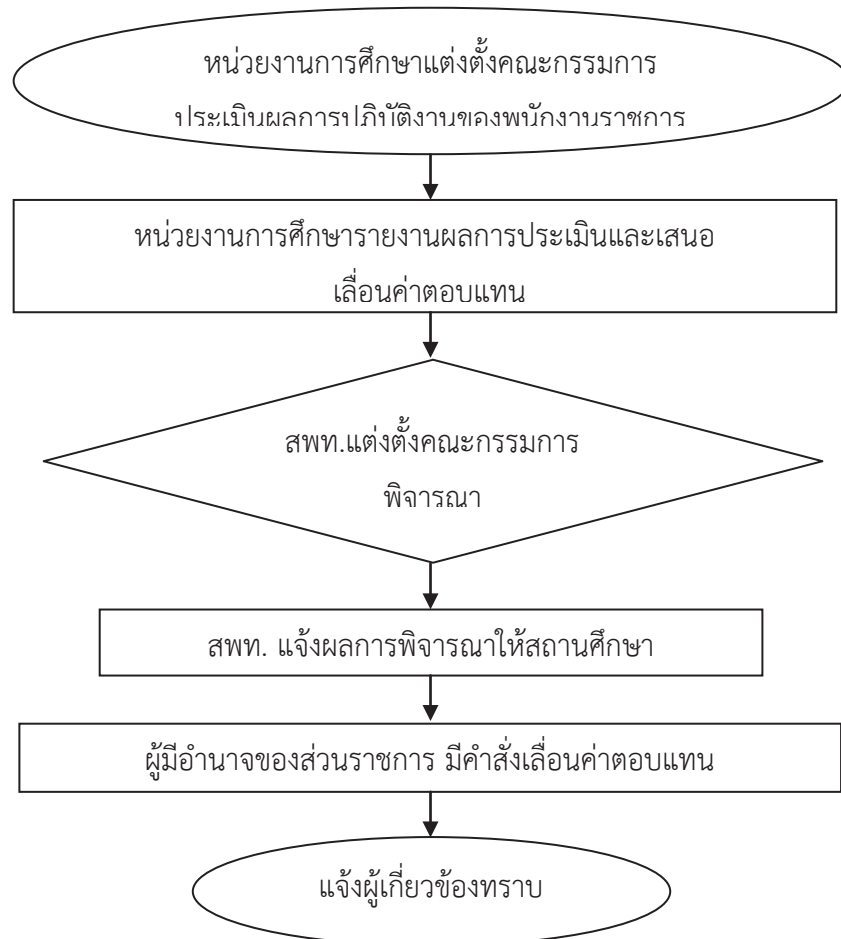 หน่วยงานการศึกษาแต่งตั้งคณะกรรมการ
ประเมินผลการปฏิบัติงานของพนักงานราชการ
หน่วยงานการศึกษารายงานผลการประเมินและเสนอ
เลื่อนค่าตอบแทน
สพท.แต่งตั้งคณะกรรมการ
พิจารณา
สพท. แจ้งผลการพิจารณาให้สถานศึกษา
ผู้มีอำนาจของส่วนราชการ มีคำสั่งเลื่อนค่าตอบแทน
แจ้งผู้เกี่ยวข้องทราบ